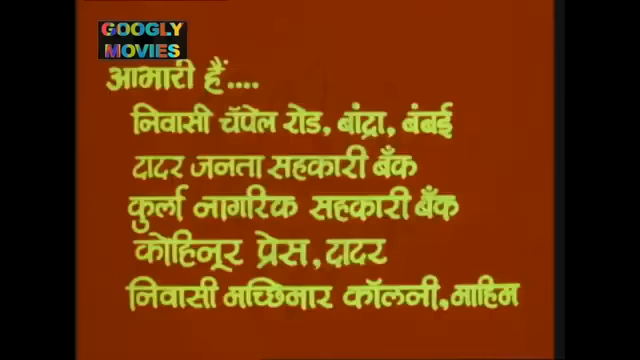 GOOGLY
MOVIES
आभारी हैं....
निवासी चॅपेल रोड, बांद्रा, बंबई
दादर जनता सहकारी बैंक
कुर्ला नागरिक सहकारी बैंक
कोहिनूर प्रेस, दादर
निवासी मच्छिमार कॉलनी, माहिम